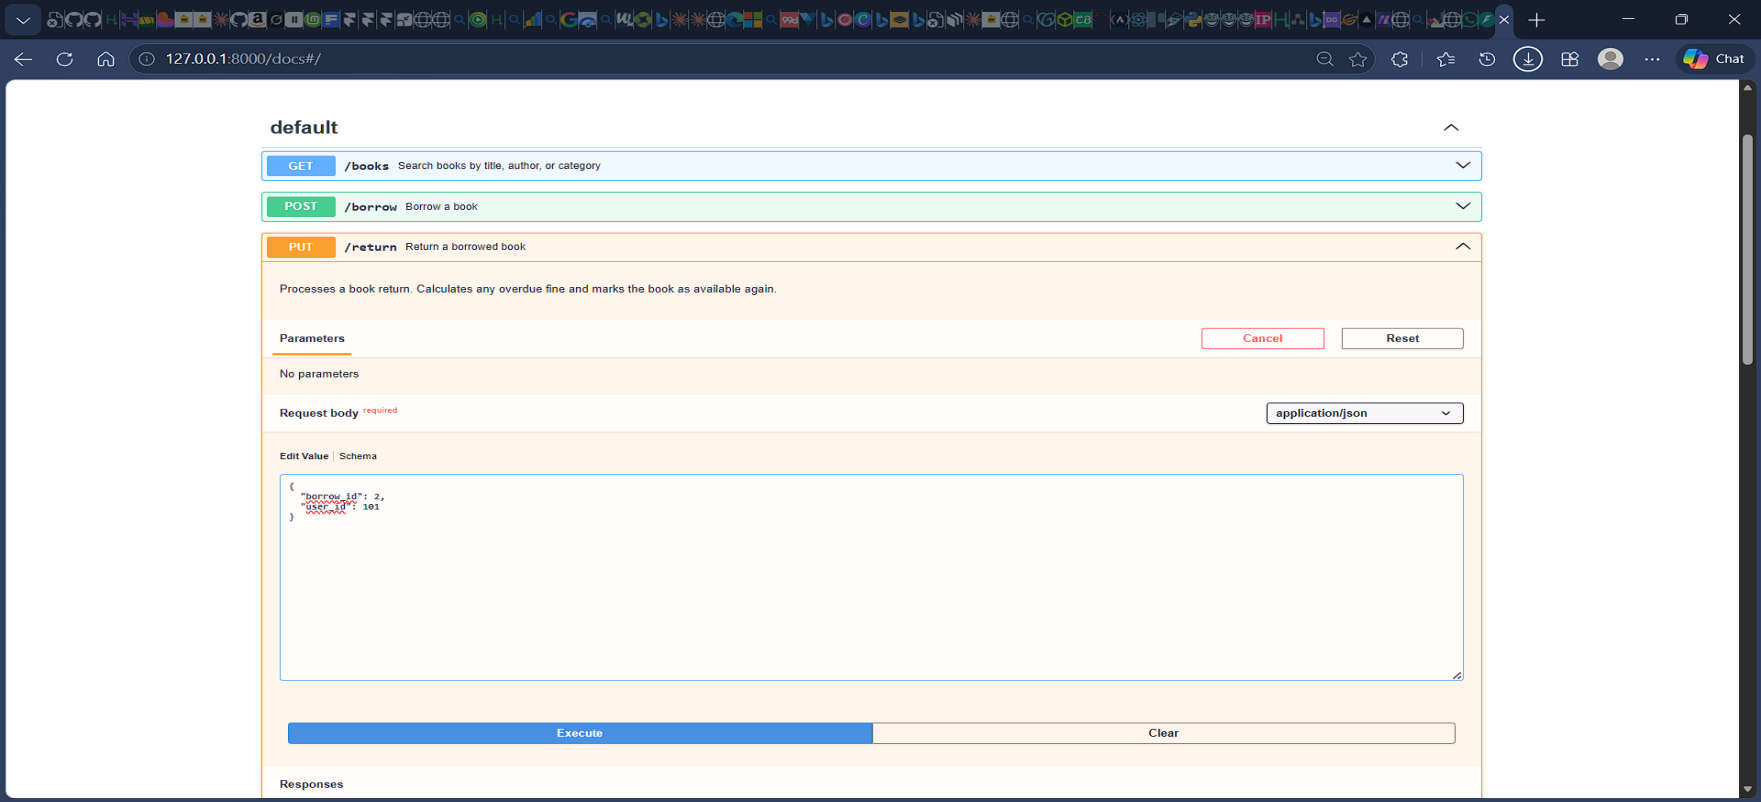 127.0.0.1:8000/docs#/
Chat
default
GET /books Search books by title, author, or category
POST /borrow Borrow a book
PUT /return Return a borrowed book
Processes a book return. Calculates any overdue fine and marks the book as available again.
Parameters
Cancel
Reset
No parameters
Request body required
application/json
Edit Value | Schema
{
"borrow_id": 2,
"user_id": 101
}
Execute
Clear
Responses